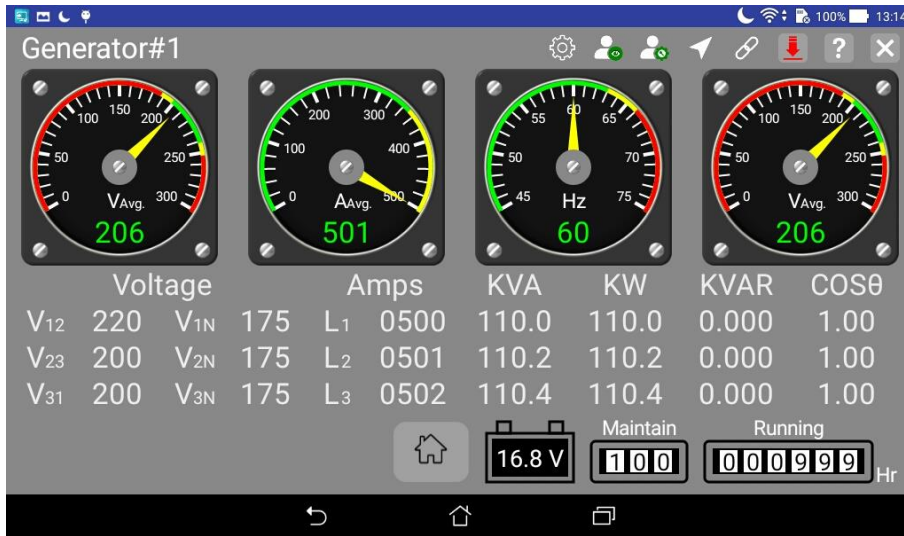 100% 13:14
Generator#1 ?
0 50 100 150 200 250 300
VAvg.
206
0 100 200 300 400 500
AAvg.
501
45 50 55 60 65 70 75
Hz
60
0 50 100 150 200 250 300
VAvg.
206
Voltage Amps KVA KW KVAR COSθ
V12 220 V1N 175 L1 0500 110.0 110.0 0.000 1.00
V23 200 V2N 175 L2 0501 110.2 110.2 0.000 1.00
V31 200 V3N 175 L3 0502 110.4 110.4 0.000 1.00
Maintain Running
16.8 V 100 000999 Hr